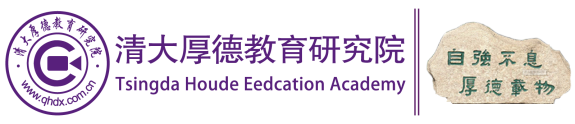 ·清大厚德教育研究院·
www.qhdx.com.cn
清大厚德教育研究院
Tsingda Houde Eedcation Academy
自強不息
厚德載物